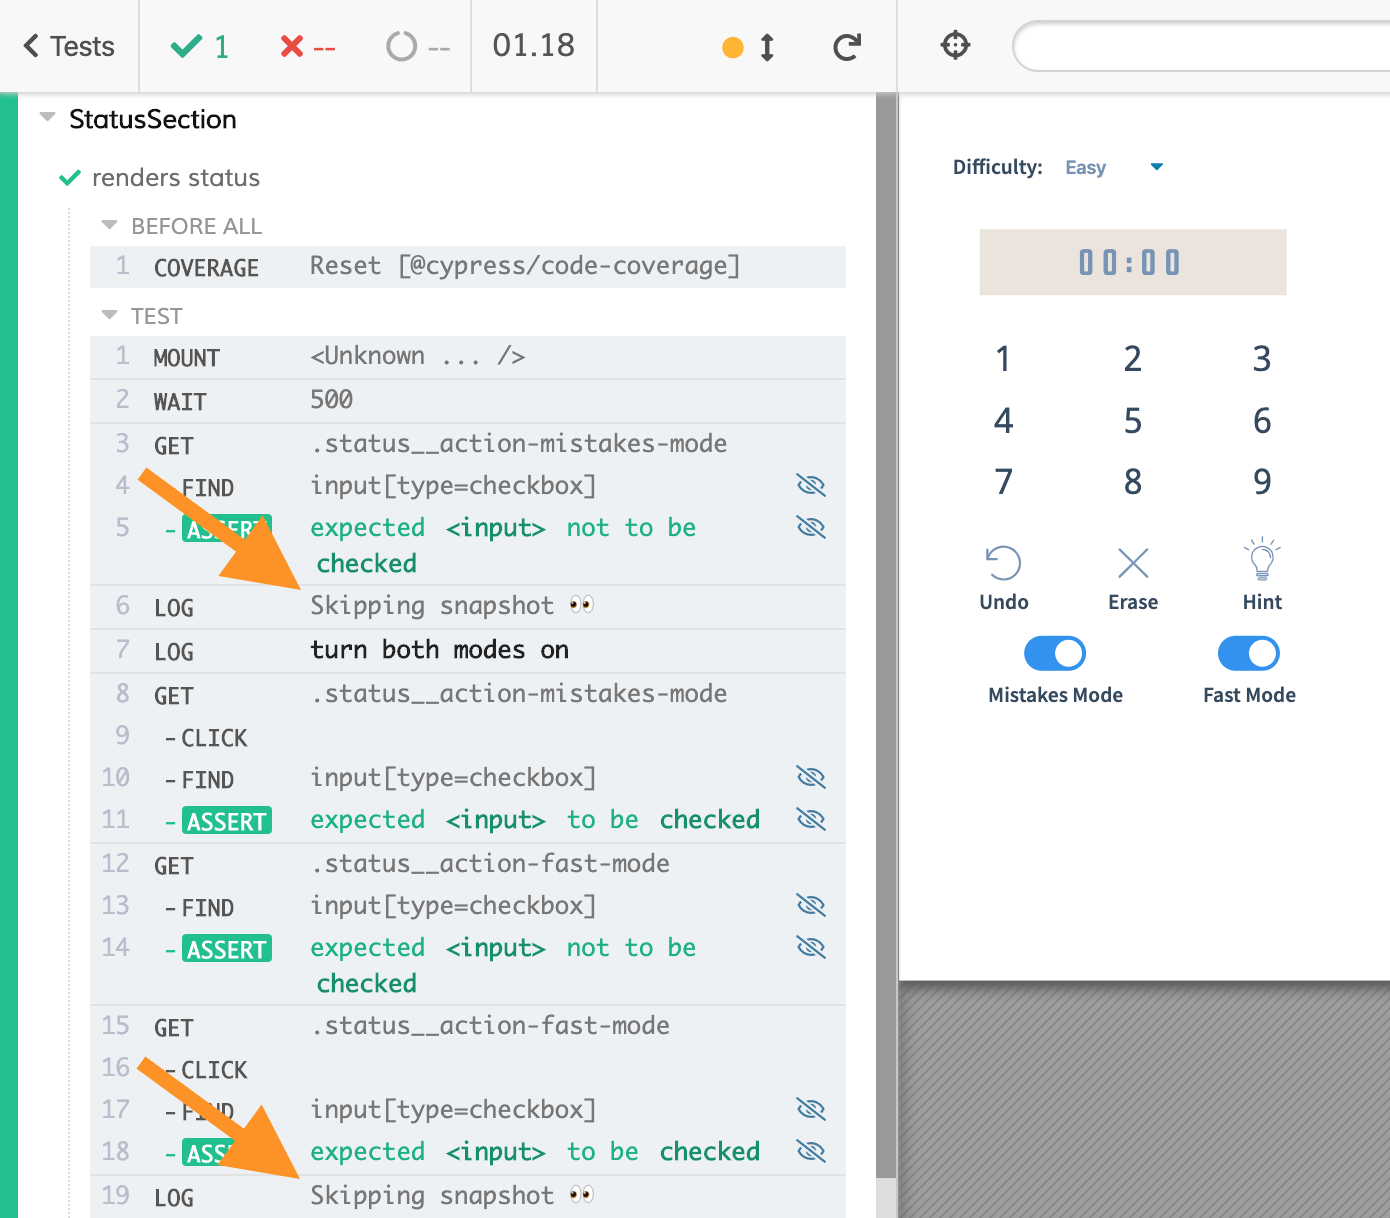 Tests 1 -- -- 01.18
StatusSection
renders status
BEFORE ALL
1 COVERAGE Reset [@cypress/code-coverage]
TEST
1 MOUNT <Unknown ... />
2 WAIT 500
3 GET .status__action-mistakes-mode
4 FIND input[type=checkbox]
5 -ASSERT expected <input> not to be
checked
6 LOG Skipping snapshot 👀
7 LOG turn both modes on
8 GET .status__action-mistakes-mode
9 -CLICK
10 -FIND input[type=checkbox]
11 -ASSERT expected <input> to be checked
12 GET .status__action-fast-mode
13 -FIND input[type=checkbox]
14 -ASSERT expected <input> not to be
checked
15 GET .status__action-fast-mode
16 -CLICK
17 -FIND input[type=checkbox]
18 -ASSERT expected <input> to be checked
19 LOG Skipping snapshot 👀
Difficulty: Easy
00:00
1 2 3
4 5 6
7 8 9
Undo Erase Hint
Mistakes Mode Fast Mode